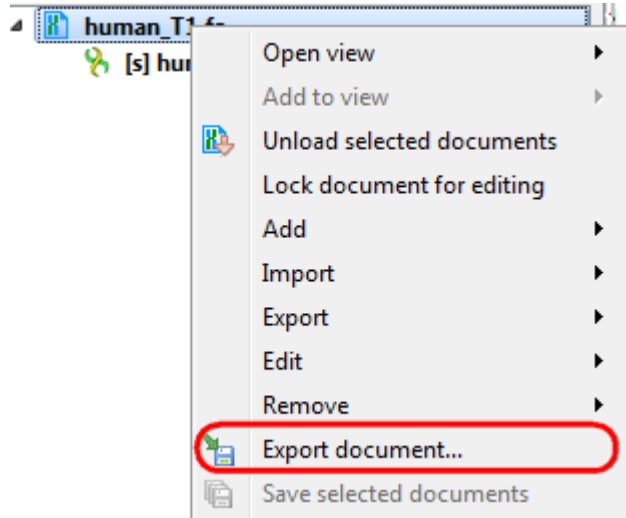 human_T1.fa
[s] hu
Open view
Add to view
Unload selected documents
Lock document for editing
Add
Import
Export
Edit
Remove
Export document...
Save selected documents